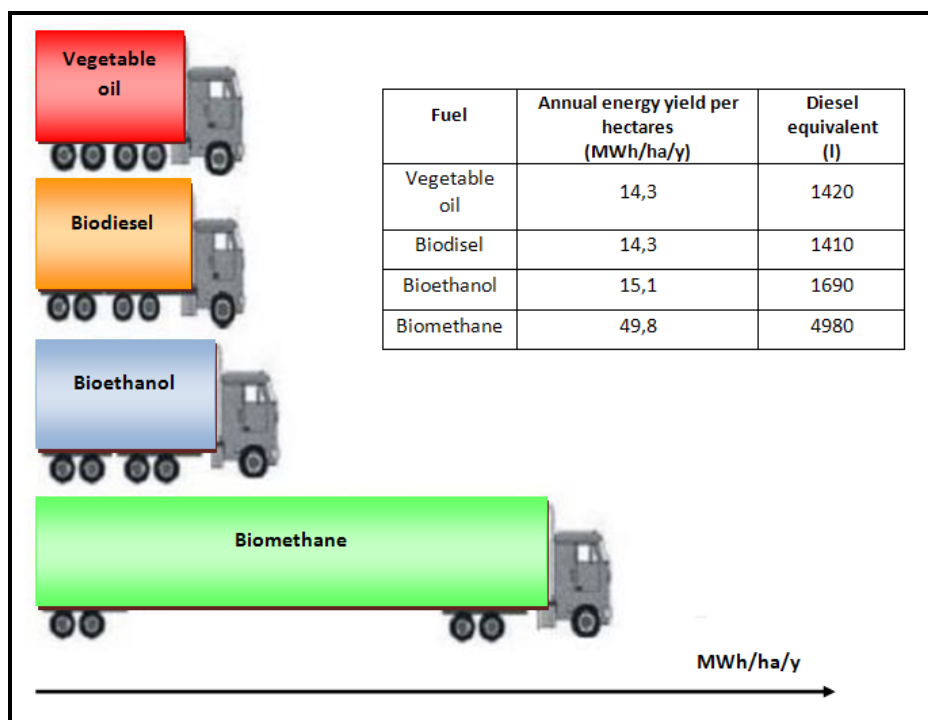 Vegetable
oil
Biodiesel
Bioethanol
Biomethane
Fuel
Annual energy yield per
hectares
(MWh/ha/y)
Diesel
equivalent
(l)
Vegetable
oil
14,3
1420
Biodisel
14,3
1410
Bioethanol
15,1
1690
Biomethane
49,8
4980
MWh/ha/y